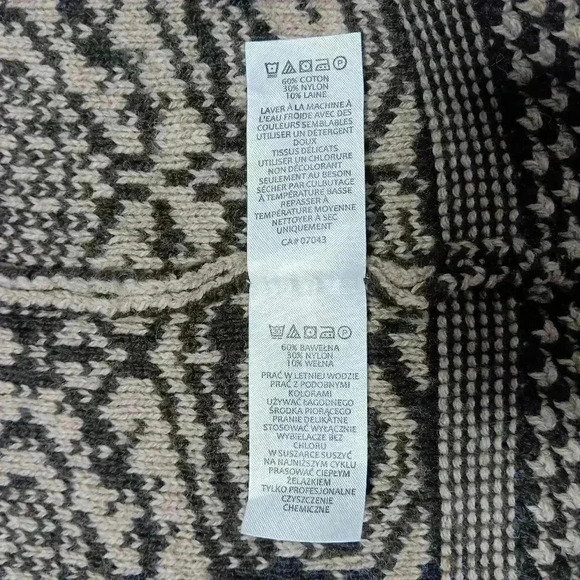 60% COTON
30% NYLON
10% LAINE
LAVER À LA MACHINE À
L'EAU FROIDE AVEC DES
COULEURS SEMBLABLES
UTILISER UN DÉTERGENT
DOUX
TISSUS DÉLICATS
UTILISER UN CHLORURE
NON DÉCOLORANT
SEULEMENT AU BESOIN
SÉCHER PAR CULBUTAGE
À TEMPÉRATURE BASSE
REPASSER À
TEMPÉRATURE MOYENNE
NETTOYER À SEC
UNIQUEMENT
CA# 07043
60% BAWEŁNA
30% NYLON
10% WEŁNA
PRAĆ W LETNIEJ WODZIE
PRAĆ Z PODOBNYMI
KOLORAMI
UŻYWAĆ ŁAGODNEGO
ŚRODKA PIORĄCEGO
PRANIE DELIKATNE
STOSOWAĆ WYŁĄCZNIE
WYBIELACZE BEZ
CHLORU
W SUSZARCE SUSZYĆ
NA NAJNIŻSZYM CYKLU
PRASOWAĆ CIEPŁYM
ŻELAZKIEM
TYLKO PROFESJONALNE
CZYSZCZENIE
CHEMICZNE